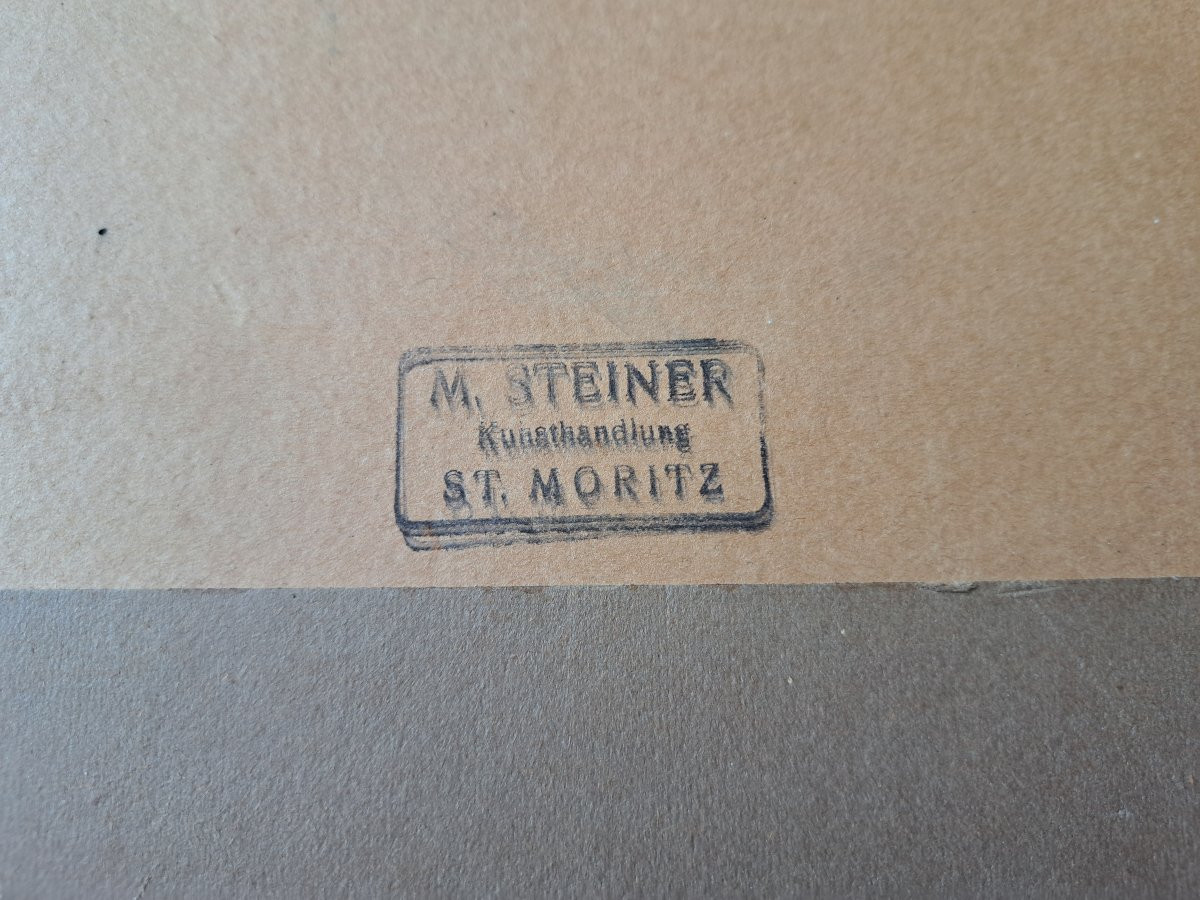 M. STEINER
Kunsthandlung
ST. MORITZ